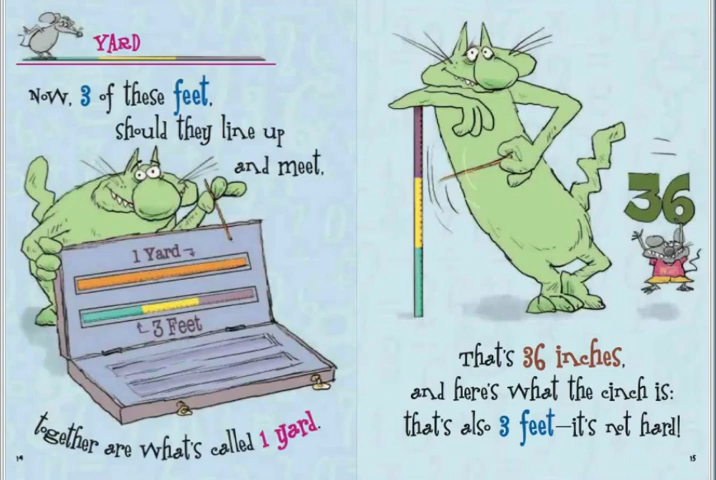 YARD
Now, 3 of these feet,
should they line up
and meet,
1 Yard
3 Feet
together are what's called 1 yard.
14
36
That's 36 inches,
and here's what the cinch is:
that's also 3 feet—it's not hard!
15